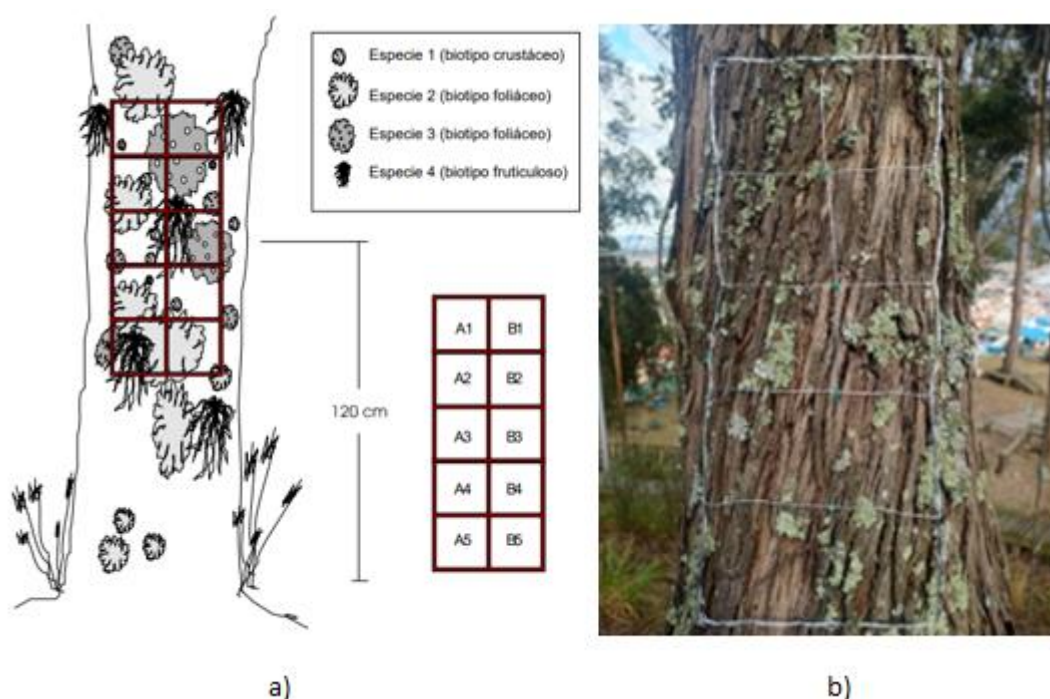 Especie 1 (biotipo crustáceo)
Especie 2 (biotipo foliáceo)
Especie 3 (biotipo foliáceo)
Especie 4 (biotipo fruticuloso)
120 cm
A1 B1
A2 B2
A3 B3
A4 B4
A5 B5
a) b)